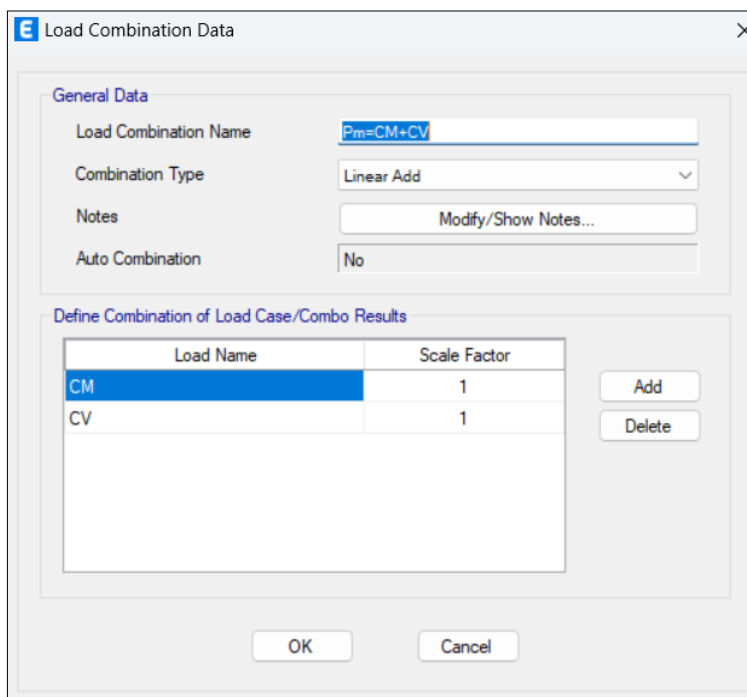 E Load Combination Data
General Data
Load Combination Name Pm=CM+CV
Combination Type Linear Add
Notes Modify/Show Notes...
Auto Combination No
Define Combination of Load Case/Combo Results
Load Name Scale Factor
CM 1 Add
CV 1 Delete
OK Cancel